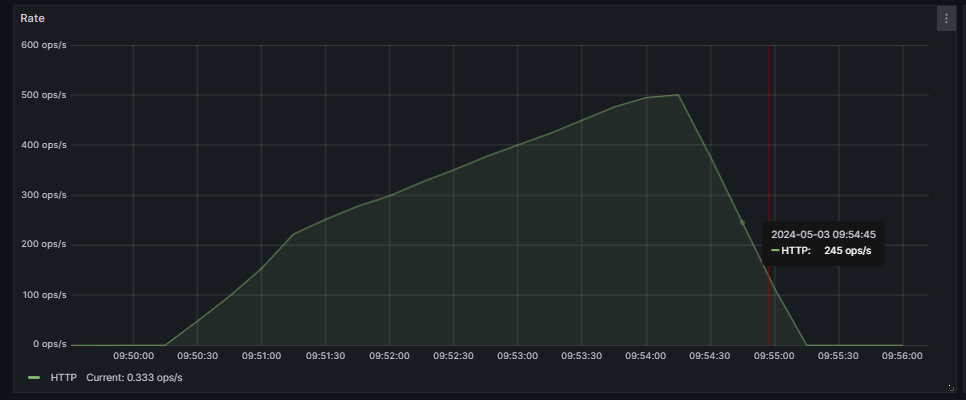 Rate
600 ops/s
500 ops/s
400 ops/s
300 ops/s
200 ops/s
100 ops/s
0 ops/s
2024-05-03 09:54:45
HTTP: 245 ops/s
09:50:00 09:50:30 09:51:00 09:51:30 09:52:00 09:52:30 09:53:00 09:53:30 09:54:00 09:54:30 09:55:00 09:55:30 09:56:00
HTTP Current: 0.333 ops/s